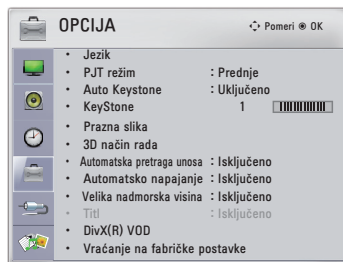 OPCIJA Pomeri ⦿ OK
• Jezik
• PJT režim : Prednje
• Auto Keystone : Uključeno
• KeyStone 1
• Prazna slika
• 3D način rada
• Automatska pretraga unosa : Isključeno
• Automatsko napajanje : Isključeno
• Velika nadmorska visina : Isključeno
• Titl : Isključeno
• DivX(R) VOD
• Vraćanje na fabričke postavke